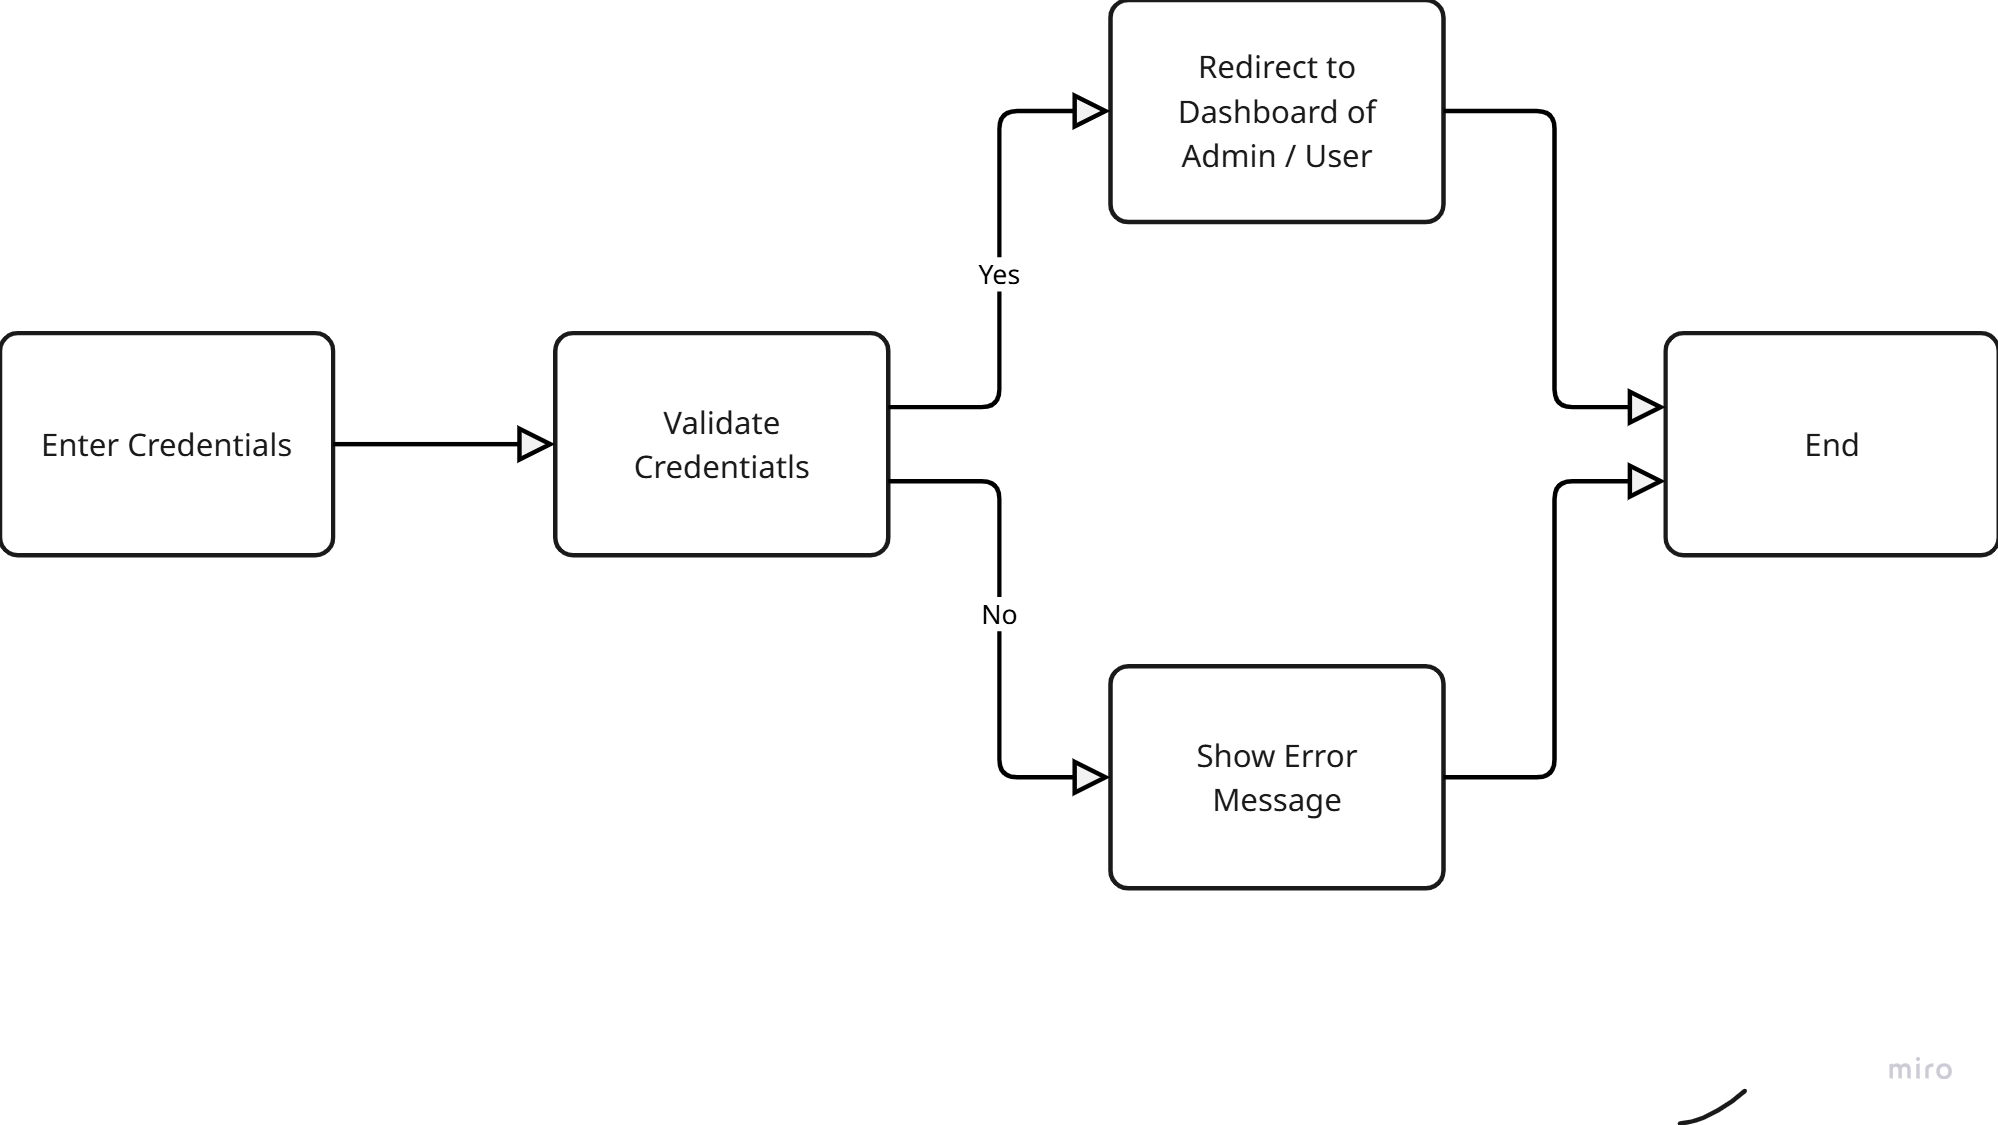 Enter Credentials
Validate
Credentiatls
Yes
No
Redirect to
Dashboard of
Admin / User
Show Error
Message
End
miro